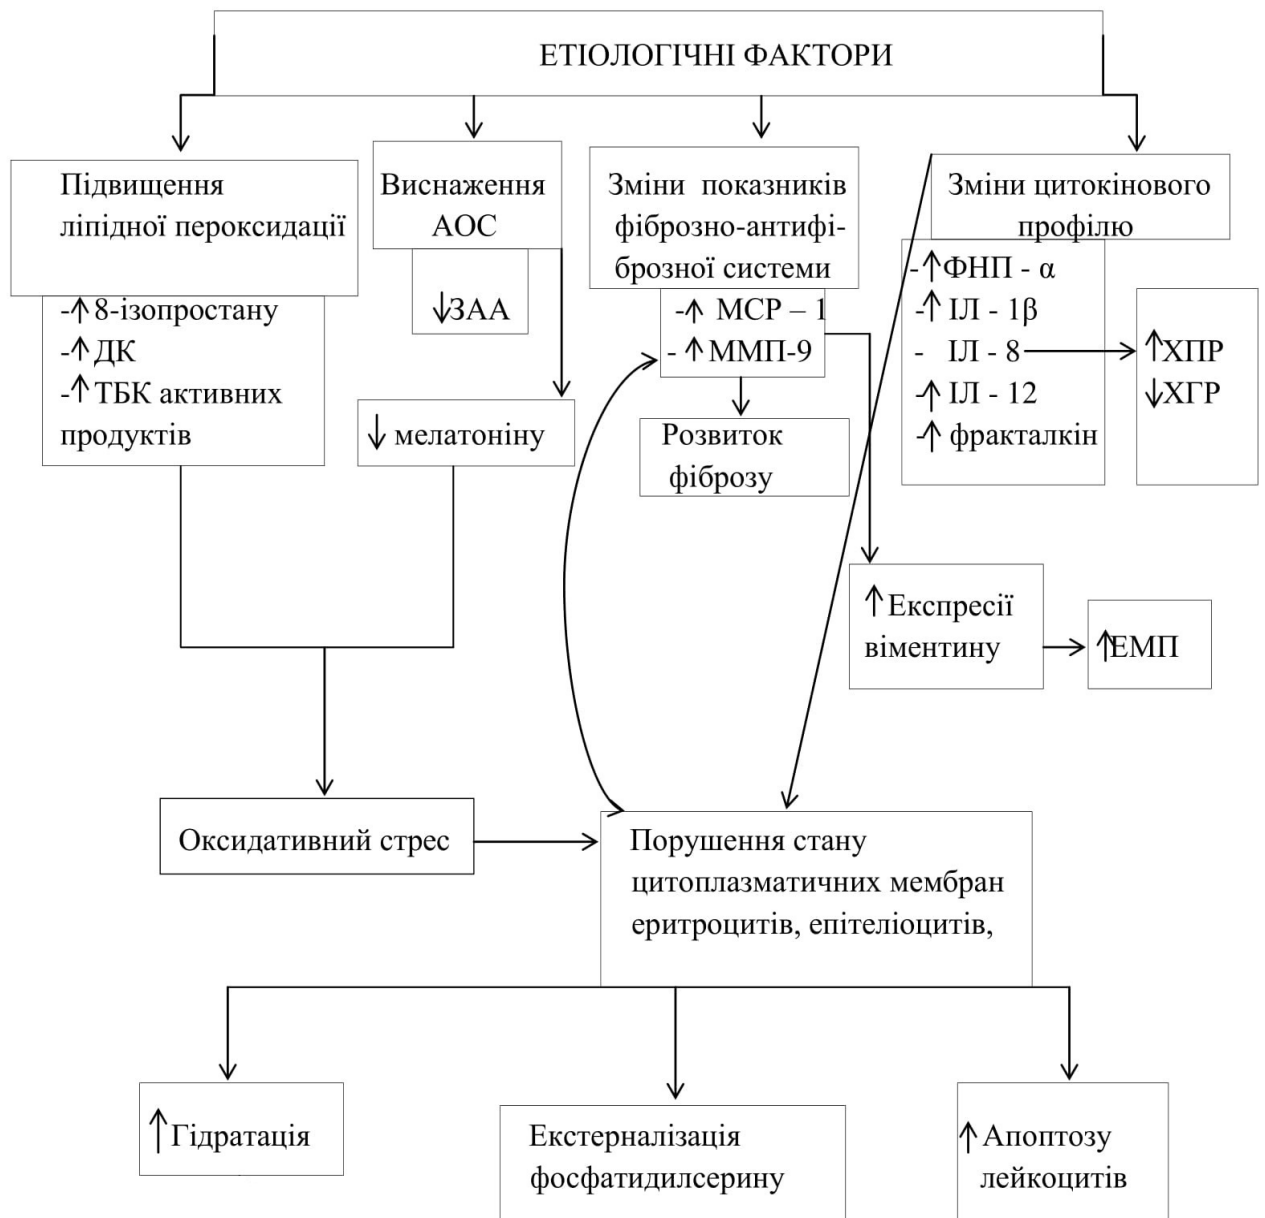 ЕТІОЛОГІЧНІ ФАКТОРИ
Підвищення
ліпідної пероксидації
-↑8-ізопростану
-↑ДК
-↑ТБК активних
продуктів
Виснаження
АОС
↓ЗАА
↓ мелатоніну
Зміни показників
фіброзно-антифі-
брозної системи
-↑ МСР – 1
- ↑ММП-9
Розвиток
фіброзу
Зміни цитокінового
профілю
-↑ФНП - α
-↑ ІЛ - 1β
- ІЛ - 8
-↑ ІЛ - 12
-↑ фракталкін
↑ХПР
↓ХГР
↑Експресії
віментину
↑ЕМП
Оксидативний стрес
Порушення стану
цитоплазматичних мембран
еритроцитів, епітеліоцитів,
↑Гідратація
Екстерналізація
фосфатидилсерину
↑ Апоптозу
лейкоцитів